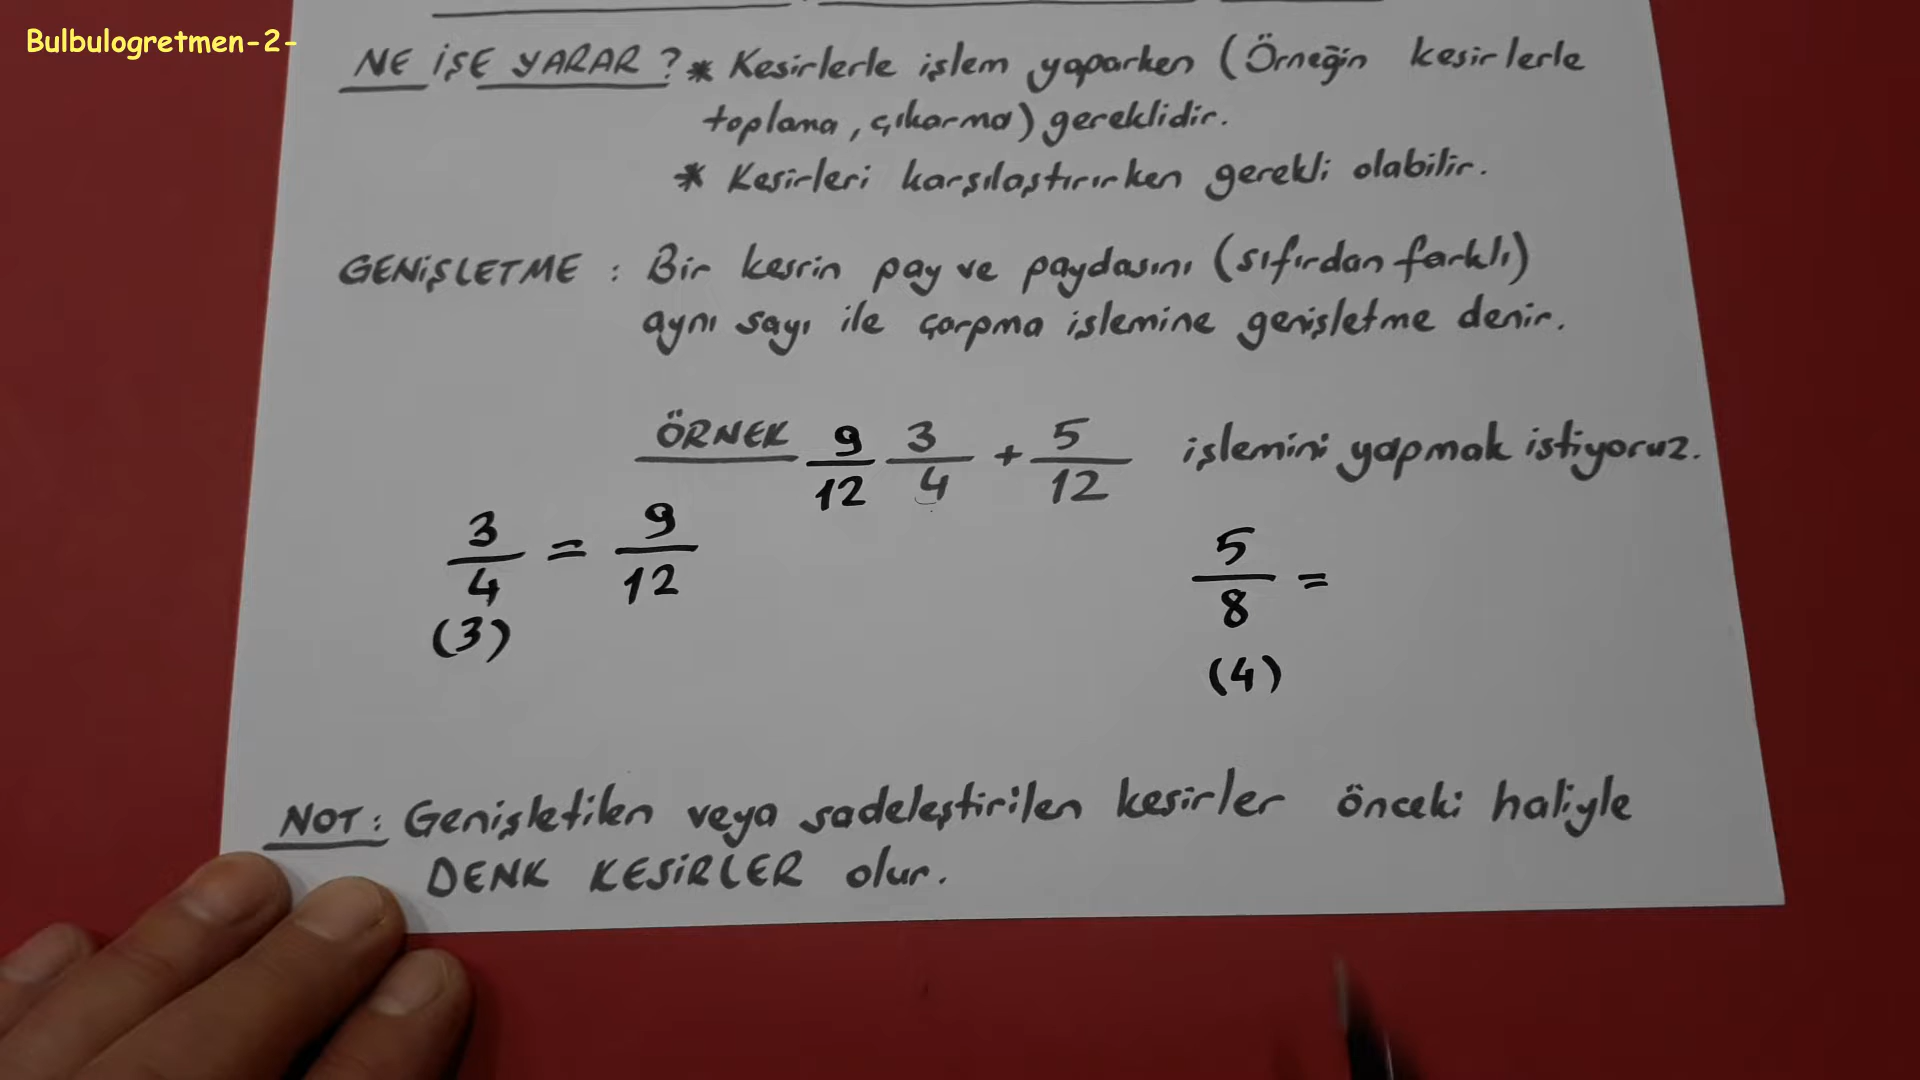 Bulbulogretmen-2-
NE İŞE YARAR? * Kesirlerle işlem yaparken (Örneğin kesirlerle
toplama, çıkarma) gereklidir.
* Kesirleri karşılaştırırken gerekli olabilir.
GENİŞLETME : Bir kesrin pay ve paydasını (sıfırdan farklı)
aynı sayı ile çarpma işlemine genişletme denir.
ÖRNEK 9/12 3/4 + 5/12 işlemini yapmak istiyoruz.
3/4 = 9/12
(3)
5/8 =
(4)
NOT: Genişletilen veya sadeleştirilen kesirler önceki haliyle
DENK KESİRLER olur.